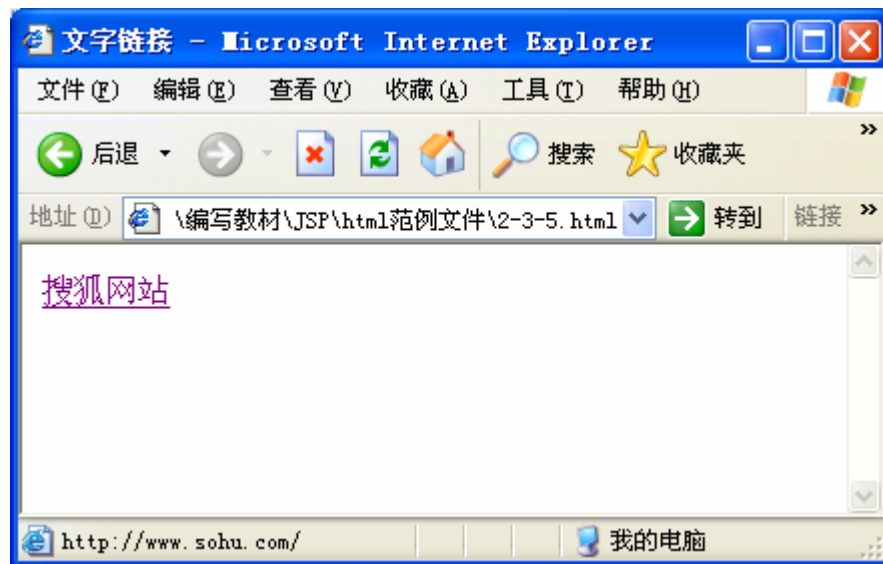 文字链接 - Microsoft Internet Explorer
文件(F) 编辑(E) 查看(V) 收藏(A) 工具(T) 帮助(H)
后退 搜索 收藏夹 »
地址(D) \编写教材\JSP\html范例文件\2-3-5.html 转到 链接 »
搜狐网站
http://www.sohu.com/ 我的电脑